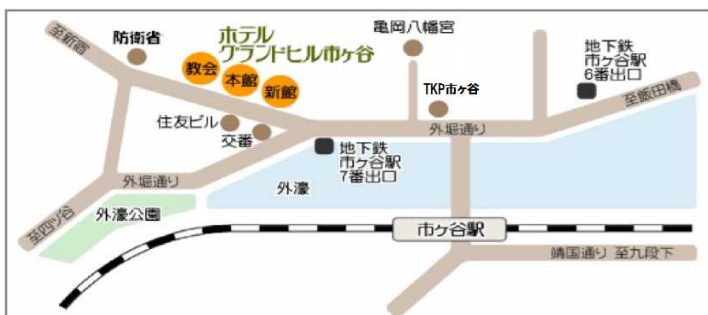 至新宿
防衛省
ホテル
グランドヒル市ヶ谷
教会
本館
新館
亀岡八幡宮
TKP市ヶ谷
地下鉄
市ヶ谷駅
6番出口
至飯田橋
住友ビル
交番
外堀通り
地下鉄
市ヶ谷駅
7番出口
外堀通り
外濠
外濠公園
至四ツ谷
市ヶ谷駅
靖国通り 至九段下